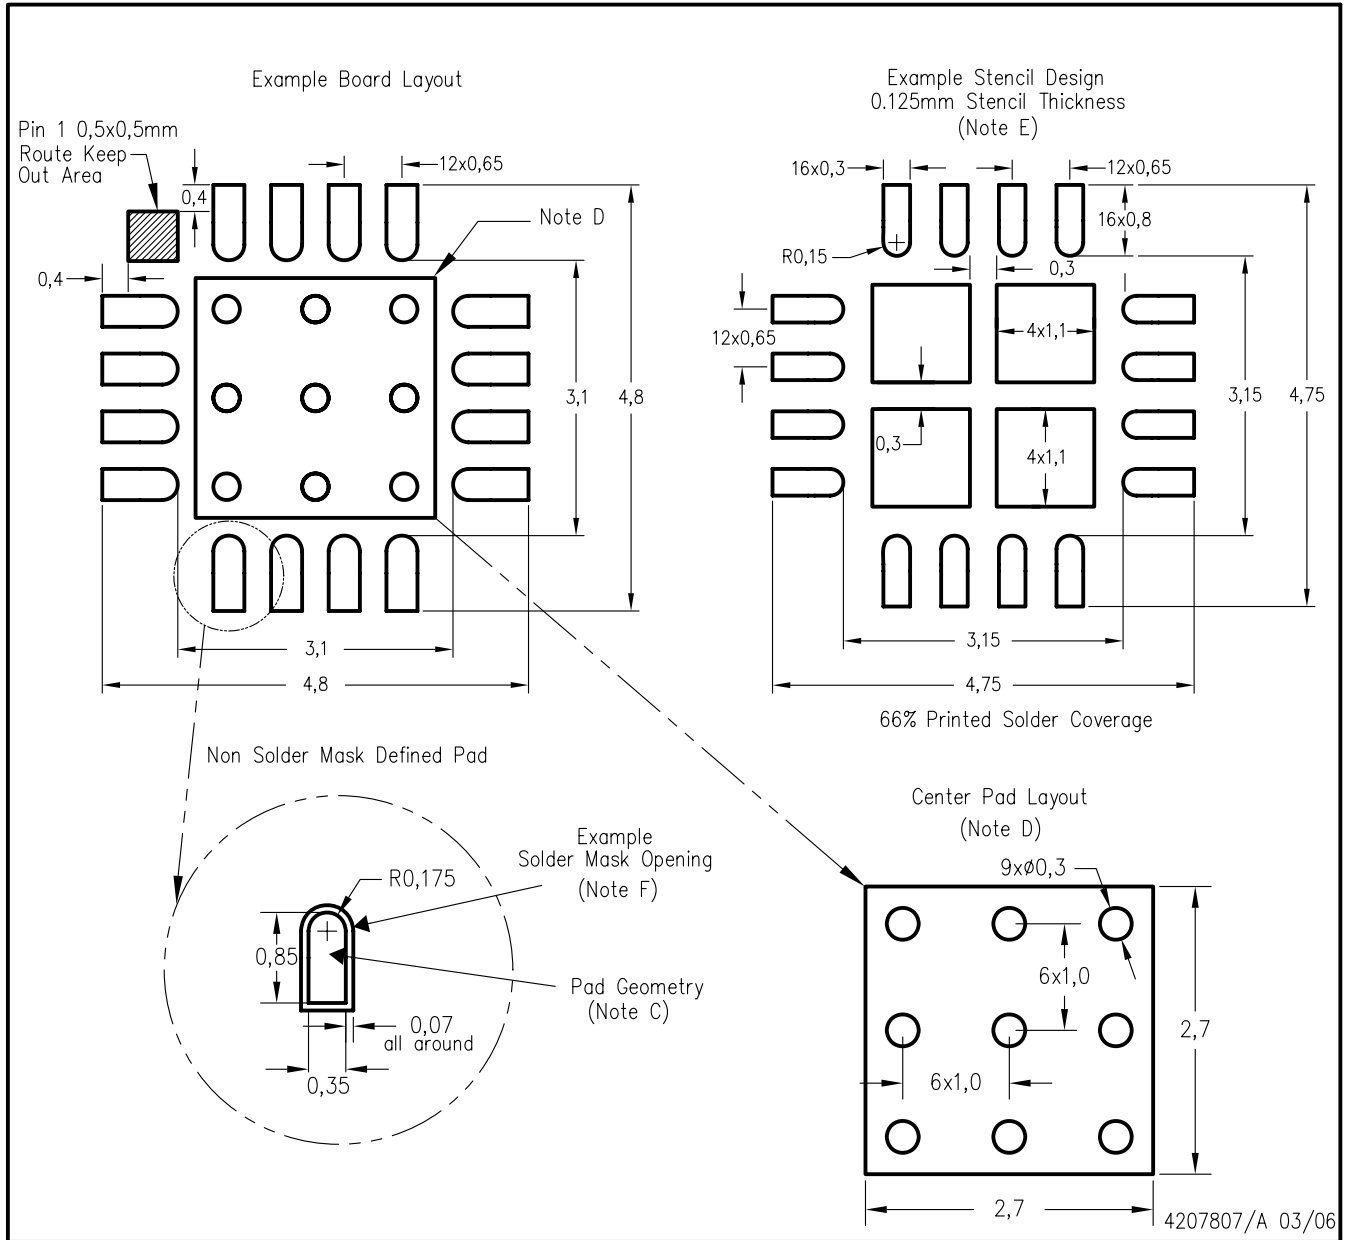 Example Board Layout
Pin 1 0,5x0,5mm
Route Keep
Out Area
0,4
12x0,65
Note D
0,4
3,1
4,8
3,1
4,8
Example Stencil Design
0.125mm Stencil Thickness
(Note E)
16x0,3
12x0,65
16x0,8
R0,15
0,3
12x0,65
4x1,1
0,3
4x1,1
3,15
4,75
3,15
4,75
66% Printed Solder Coverage
Non Solder Mask Defined Pad
Example
Solder Mask Opening
(Note F)
R0,175
0,85
Pad Geometry
(Note C)
0,07
all around
0,35
Center Pad Layout
(Note D)
9xø0,3
6x1,0
6x1,0
2,7
2,7
4207807/A 03/06